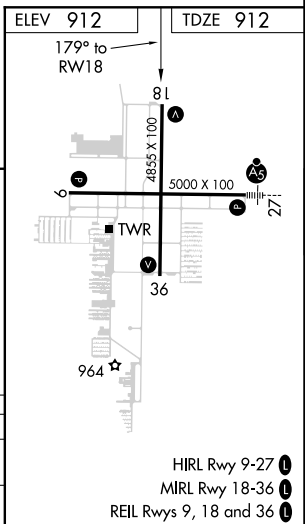 ELEV 912
TDZE 912
179° to
RW18
18
V
4855 X 100
5000 X 100
A5
P
9
P
27
TWR
V
36
964
HIRL Rwy 9-27 L
MIRL Rwy 18-36 L
REIL Rwys 9, 18 and 36 L